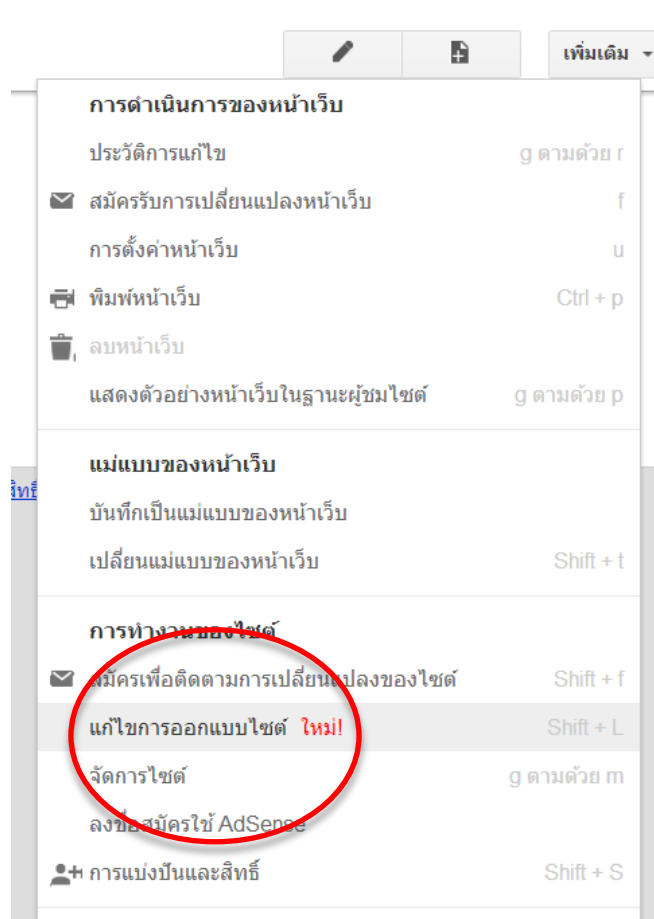 เพิ่มเติม
การดำเนินการของหน้าเว็บ
ประวัติการแก้ไข g ตามด้วย r
สมัครรับการเปลี่ยนแปลงหน้าเว็บ f
การตั้งค่าหน้าเว็บ u
พิมพ์หน้าเว็บ Ctrl + p
ลบหน้าเว็บ
แสดงตัวอย่างหน้าเว็บในฐานะผู้ชมไซต์ g ตามด้วย p
แม่แบบของหน้าเว็บ
บันทึกเป็นแม่แบบของหน้าเว็บ
เปลี่ยนแม่แบบของหน้าเว็บ Shift + t
การทำงานของไซต์
สมัครเพื่อติดตามการเปลี่ยนแปลงของไซต์ Shift + f
แก้ไขการออกแบบไซต์ ใหม่! Shift + L
จัดการไซต์ g ตามด้วย m
ลงชื่อสมัครใช้ AdSense
การแบ่งปันและสิทธิ์ Shift + S